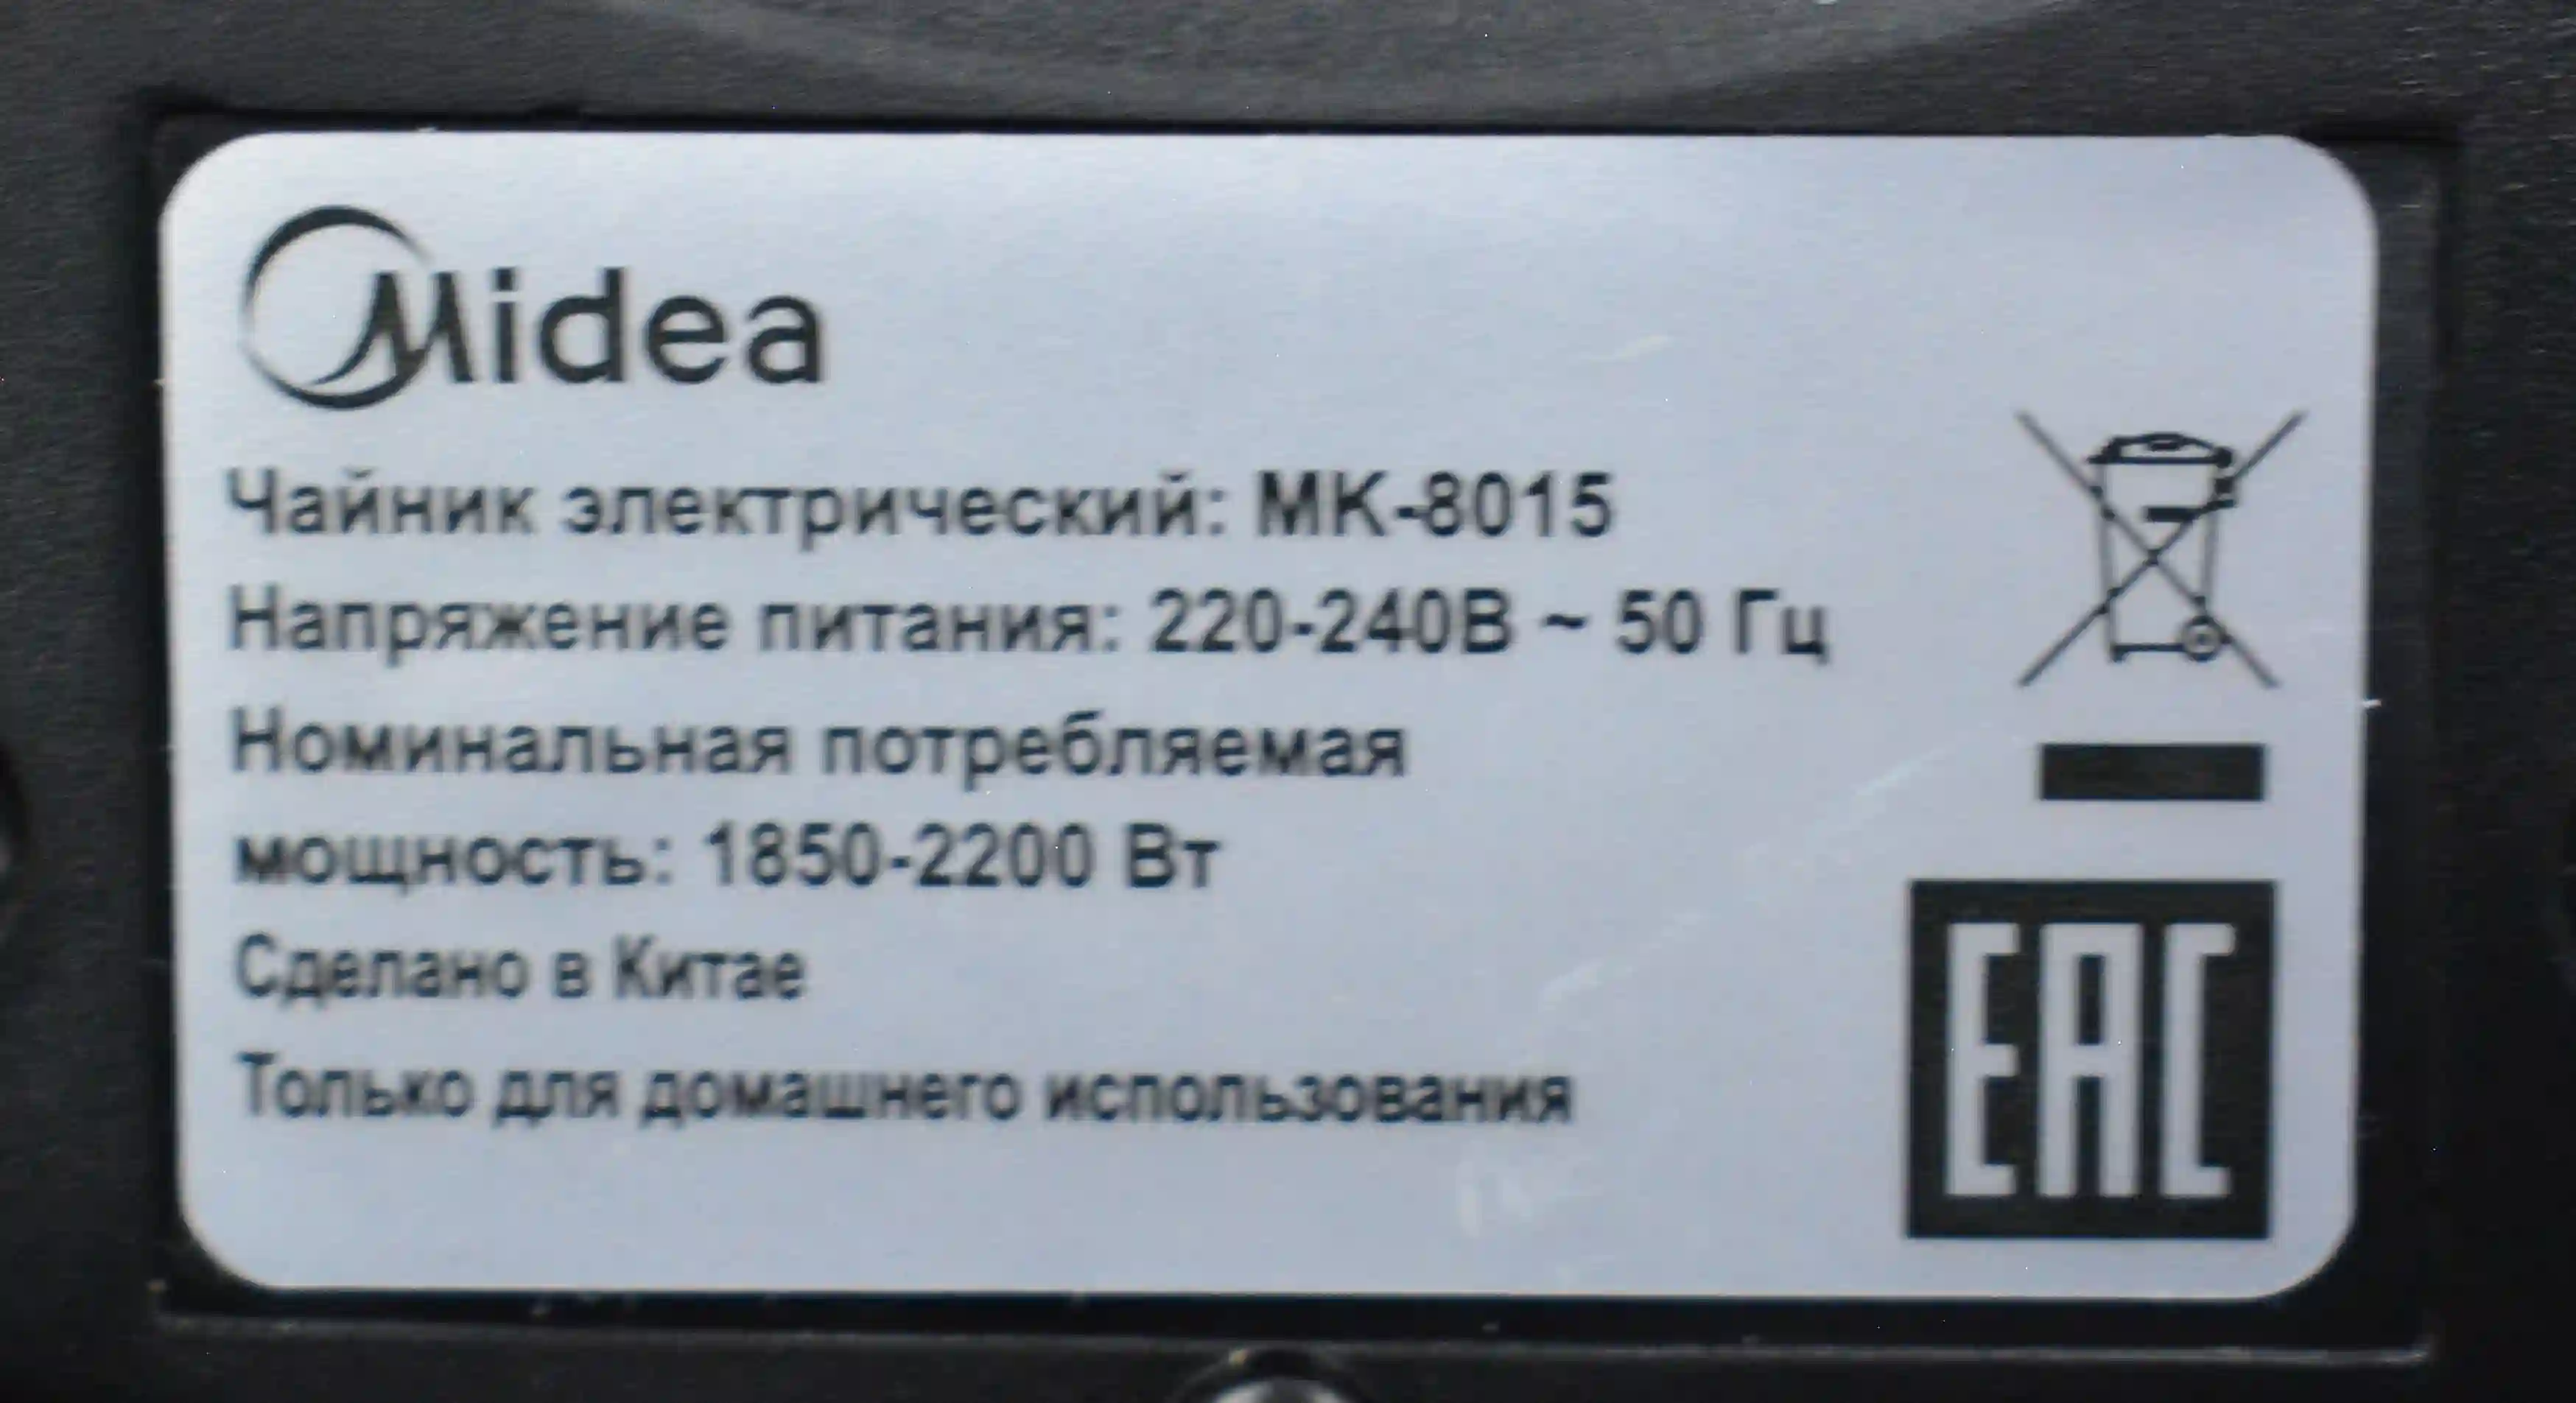 Midea
Чайник электрический: MK-8015
Напряжение питания: 220-240В ~ 50 Гц
Номинальная потребляемая
мощность: 1850-2200 Вт
Сделано в Китае
Только для домашнего использования
EAC